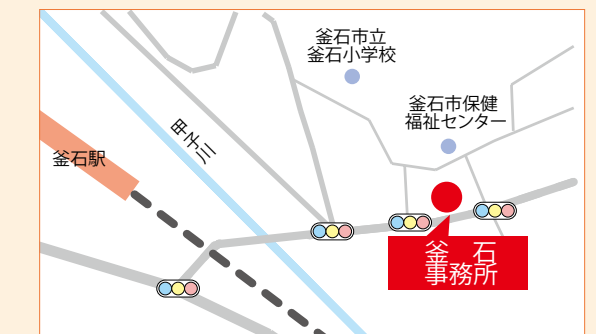 釜石市立
釜石小学校
釜石市保健
福祉センター
甲子川
釜石駅
釜 石
事務所